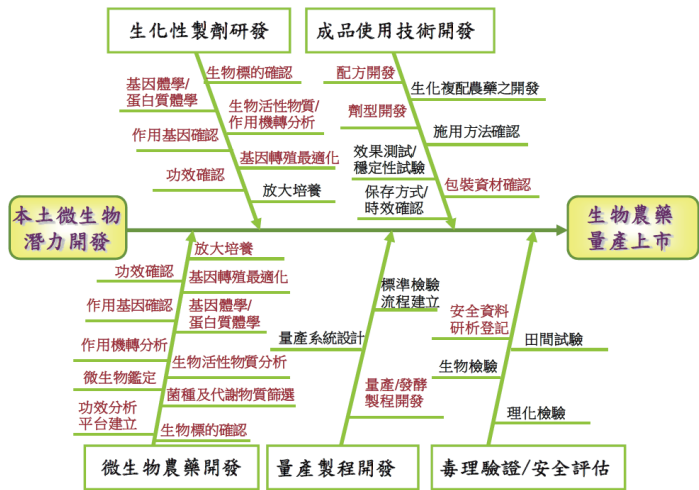 生化性製劑研發
成品使用技術開發
生物標的確認
基因體學/
蛋白質體學
生物活性物質/
作用機轉分析
作用基因確認
基因轉殖最適化
功效確認
放大培養
配方開發
生化複配農藥之開發
劑型開發
施用方法確認
效果測試/
穩定性試驗
包裝資材確認
保存方式/
時效確認
本土微生物
潛力開發
生物農藥
量產上市
放大培養
功效確認
基因轉殖最適化
作用基因確認
基因體學/
蛋白質體學
作用機轉分析
生物活性物質分析
微生物鑑定
菌種及代謝物質篩選
功效分析
平台建立
生物標的確認
標準檢驗
流程建立
量產系統設計
量產/發酵
製程開發
安全資料
研析登記
田間試驗
生物檢驗
理化檢驗
微生物農藥開發
量產製程開發
毒理驗證/安全評估